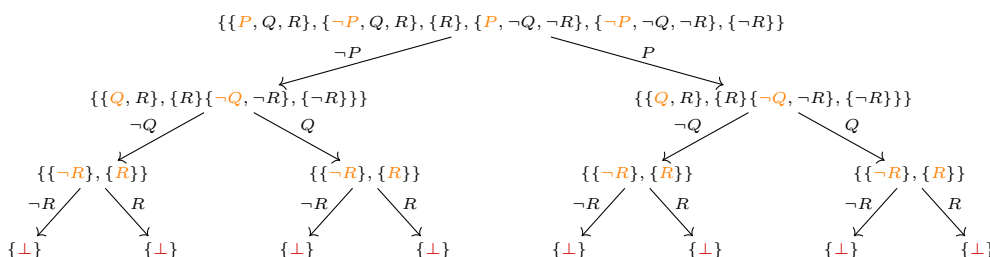 {{P, Q, R}, {¬P, Q, R}, {R}, {P, ¬Q, ¬R}, {¬P, ¬Q, ¬R}, {¬R}}
¬P P
{{Q, R}, {R}{¬Q, ¬R}, {¬R}}} {{Q, R}, {R}{¬Q, ¬R}, {¬R}}}
¬Q Q ¬Q Q
{{¬R}, {R}} {{¬R}, {R}} {{¬R}, {R}} {{¬R}, {R}}
¬R R ¬R R ¬R R ¬R R
{⊥} {⊥} {⊥} {⊥} {⊥} {⊥} {⊥} {⊥}